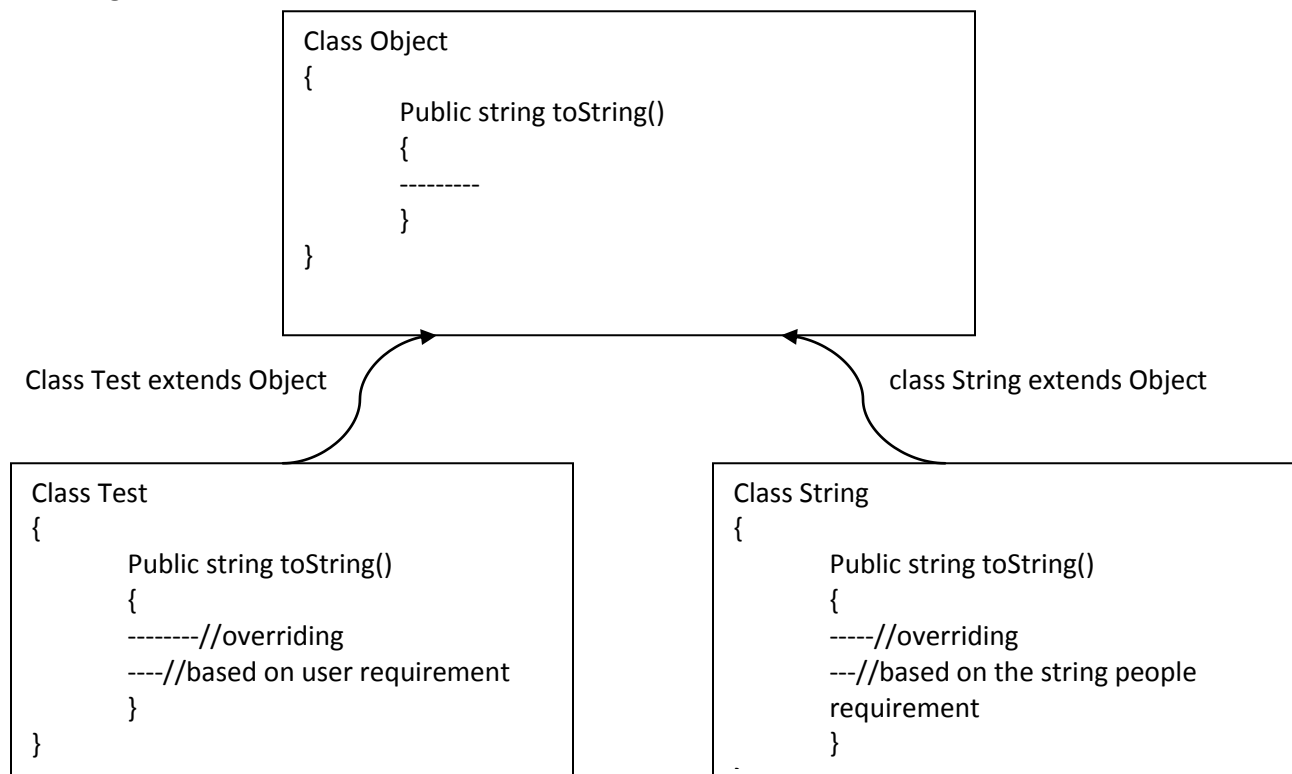 Class Object
{
Public string toString()
{
---------
}
}
Class Test extends Object
class String extends Object
Class Test
{
Public string toString()
{
--------//overriding
----//based on user requirement
}
}
Class String
{
Public string toString()
{
-----//overriding
---//based on the string people
requirement
}